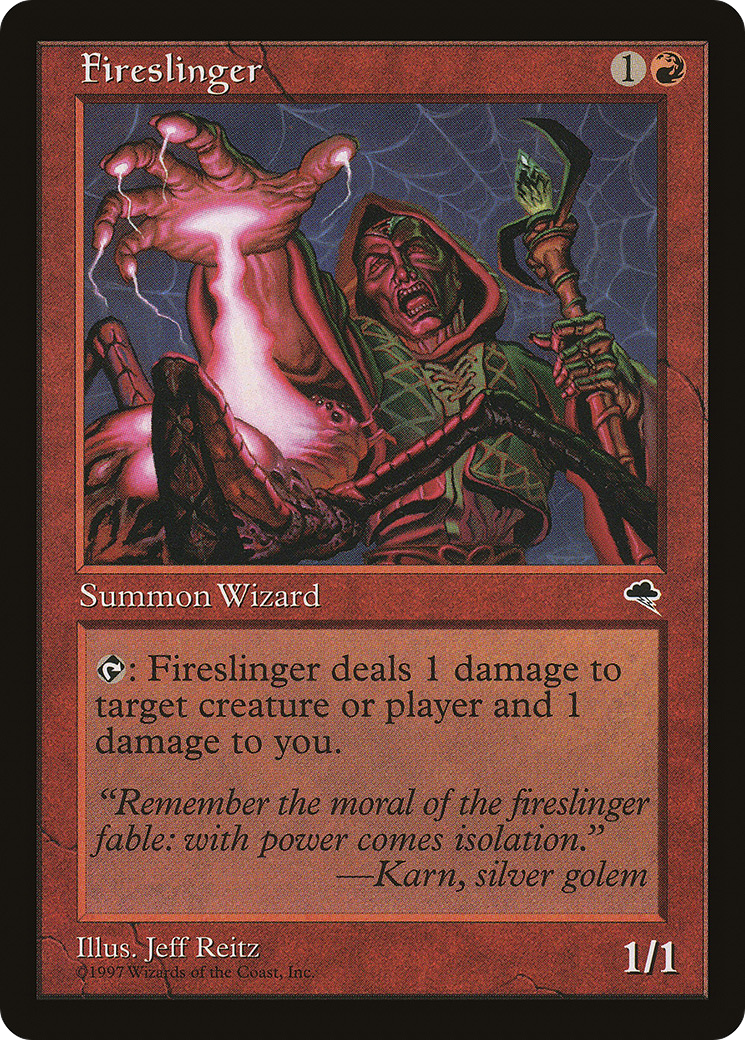 Fireslinger 1
Summon Wizard
: Fireslinger deals 1 damage to
target creature or player and 1
damage to you.
“Remember the moral of the fireslinger
fable: with power comes isolation.”
—Karn, silver golem
Illus. Jeff Reitz
©1997 Wizards of the Coast, Inc.
1/1